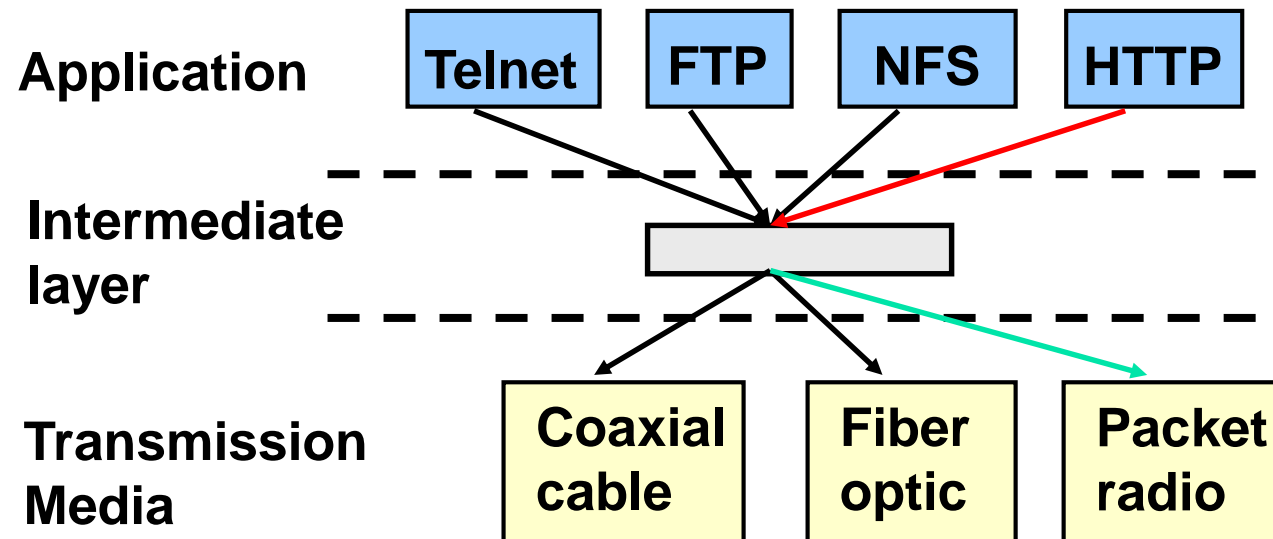 Application
Telnet
FTP
NFS
HTTP
Intermediate
layer
Transmission
Media
Coaxial
cable
Fiber
optic
Packet
radio